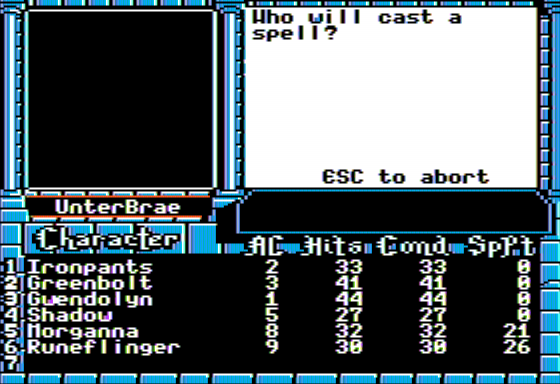 Who will cast a
spell?
ESC to abort
UnterBrae
Character AC Hits Cond SpPt
1 Ironpants 2 33 33 0
2 Greenbolt 3 41 41 0
3 Gwendolyn 1 44 44 0
4 Shadow 5 27 27 0
5 Morganna 8 32 32 21
6 Runeflinger 9 30 30 26
7